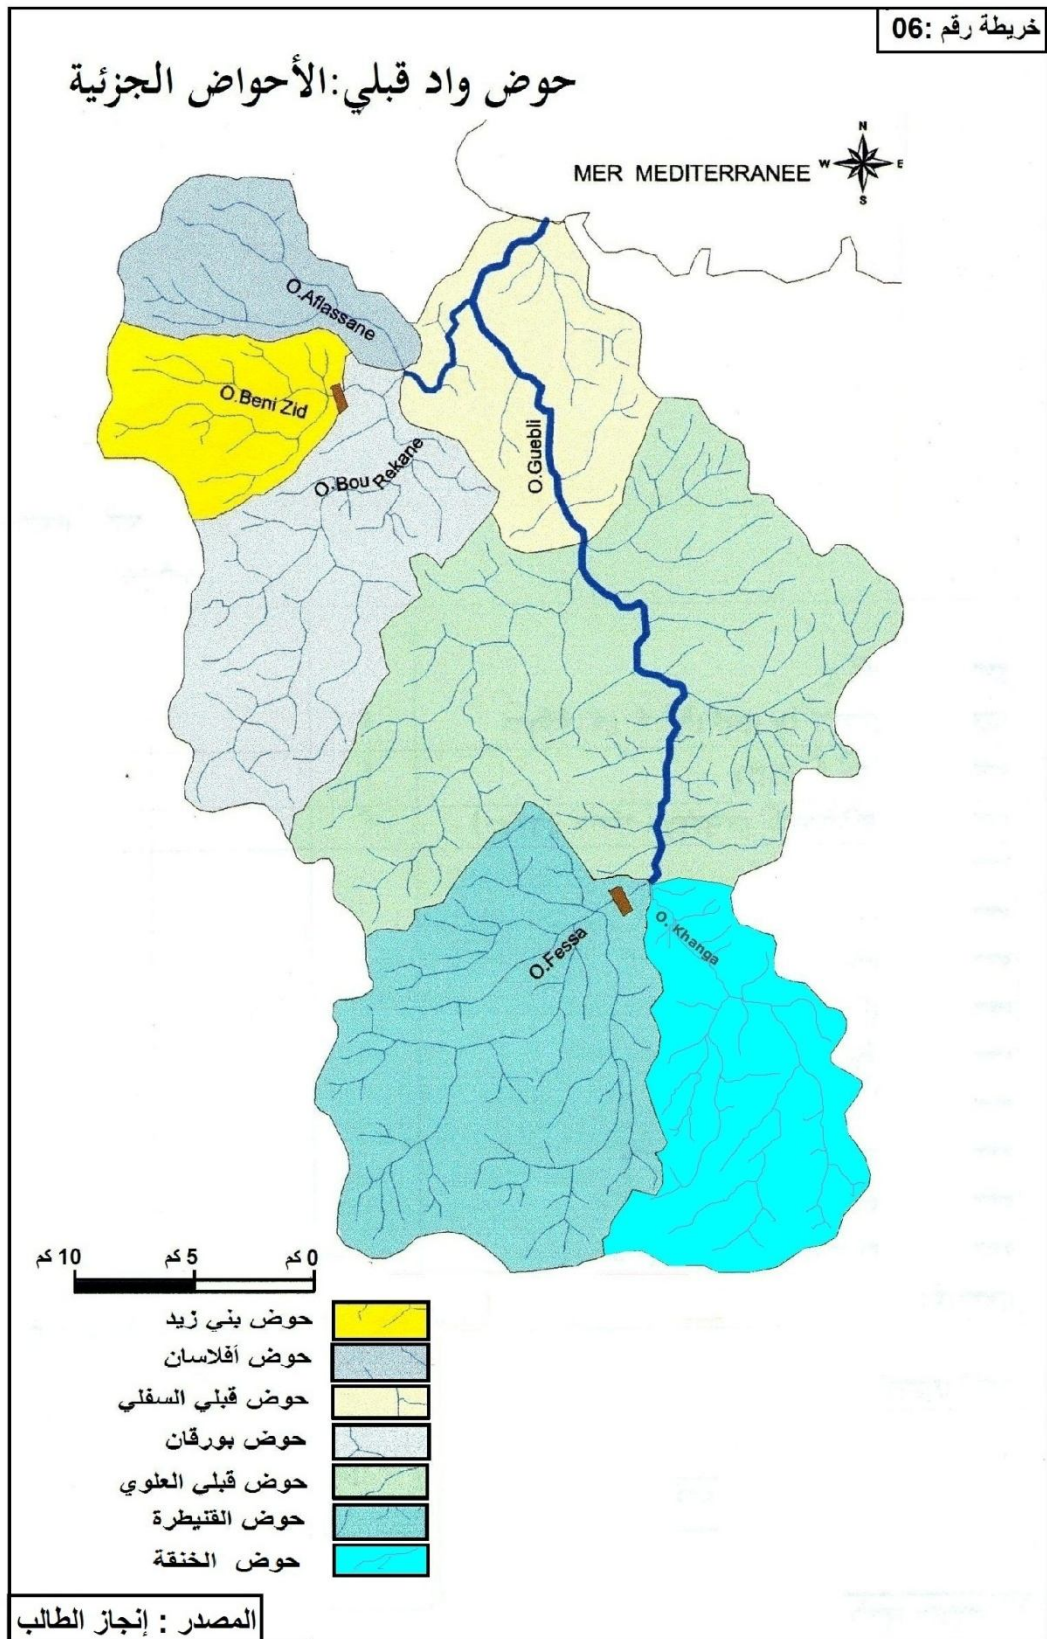 خريطة رقم :06
حوض واد قبلي:الأحواض الجزئية
N
W E
S
MER MEDITERRANEE
O.Aflassane
O.Beni Zid
O.Bou Rekane
O.Guebli
O.Fessa
O. Khanga
10 كم 5 كم 0 كم
حوض بني زيد
حوض أفلاسان
حوض قبلي السفلي
حوض بورقان
حوض قبلي العلوي
حوض القنيطرة
حوض الخنقة
المصدر : إنجاز الطالب